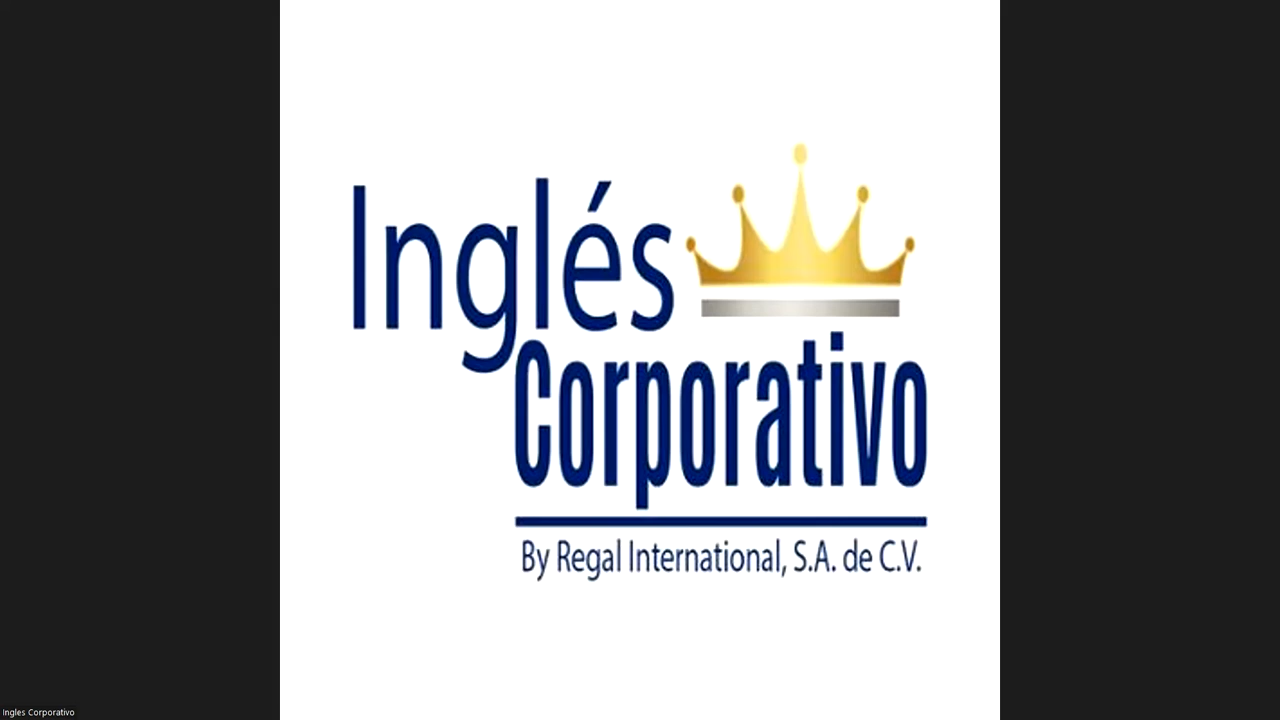 Inglés
Corporativo
By Regal International, S.A. de C.V.
Ingles Corporativo